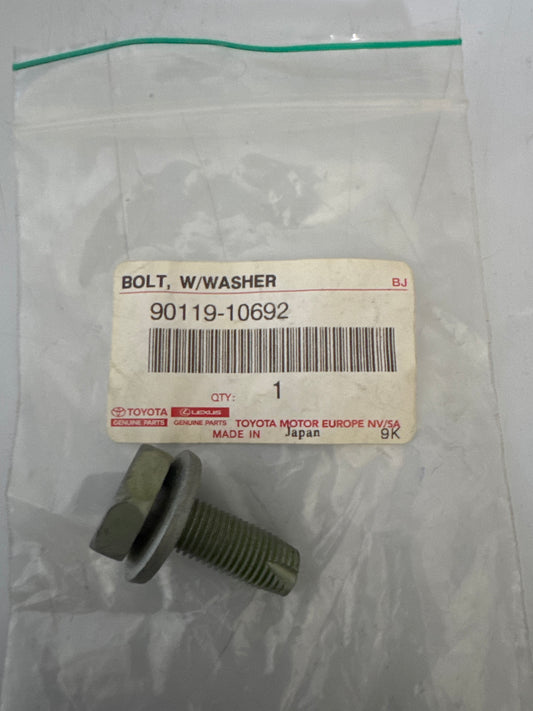 BOLT, W/WASHER BJ
90119-10692
QTY: 1
TOYOTA LEXUS
GENUINE PARTS GENUINE PARTS TOYOTA MOTOR EUROPE NV/SA
MADE IN Japan 9K